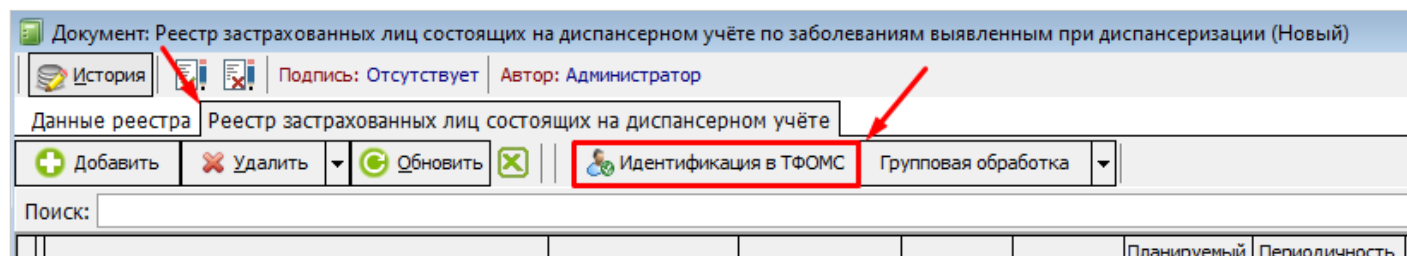 Документ: Реестр застрахованных лиц состоящих на диспансерном учёте по заболеваниям выявленным при диспансеризации (Новый)
История Подпись: Отсутствует Автор: Администратор
Данные реестра Реестр застрахованных лиц состоящих на диспансерном учёте
Добавить Удалить Обновить Идентификация в ТФОМС Групповая обработка
Поиск:
Планируемый Периодичность